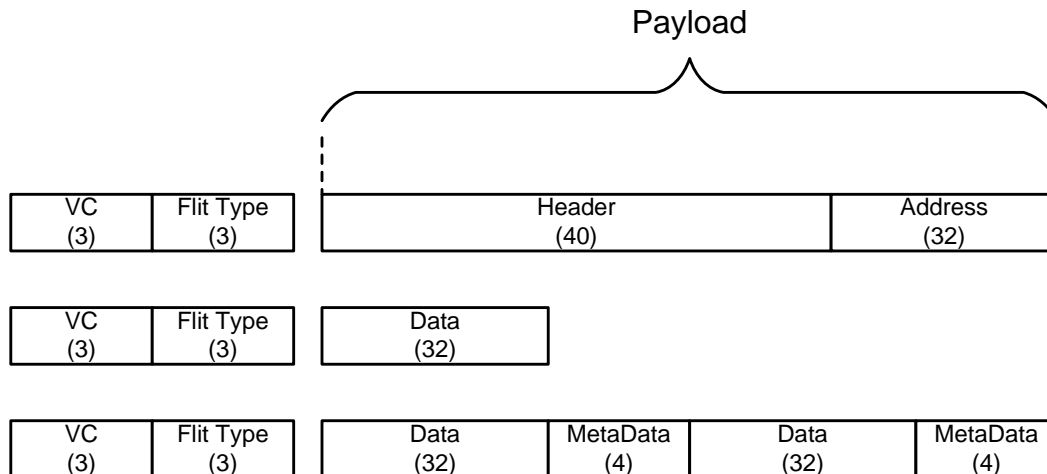 Payload
VC Flit Type Header Address
(3) (3) (40) (32)
VC Flit Type Data
(3) (3) (32)
VC Flit Type Data MetaData Data MetaData
(3) (3) (32) (4) (32) (4)